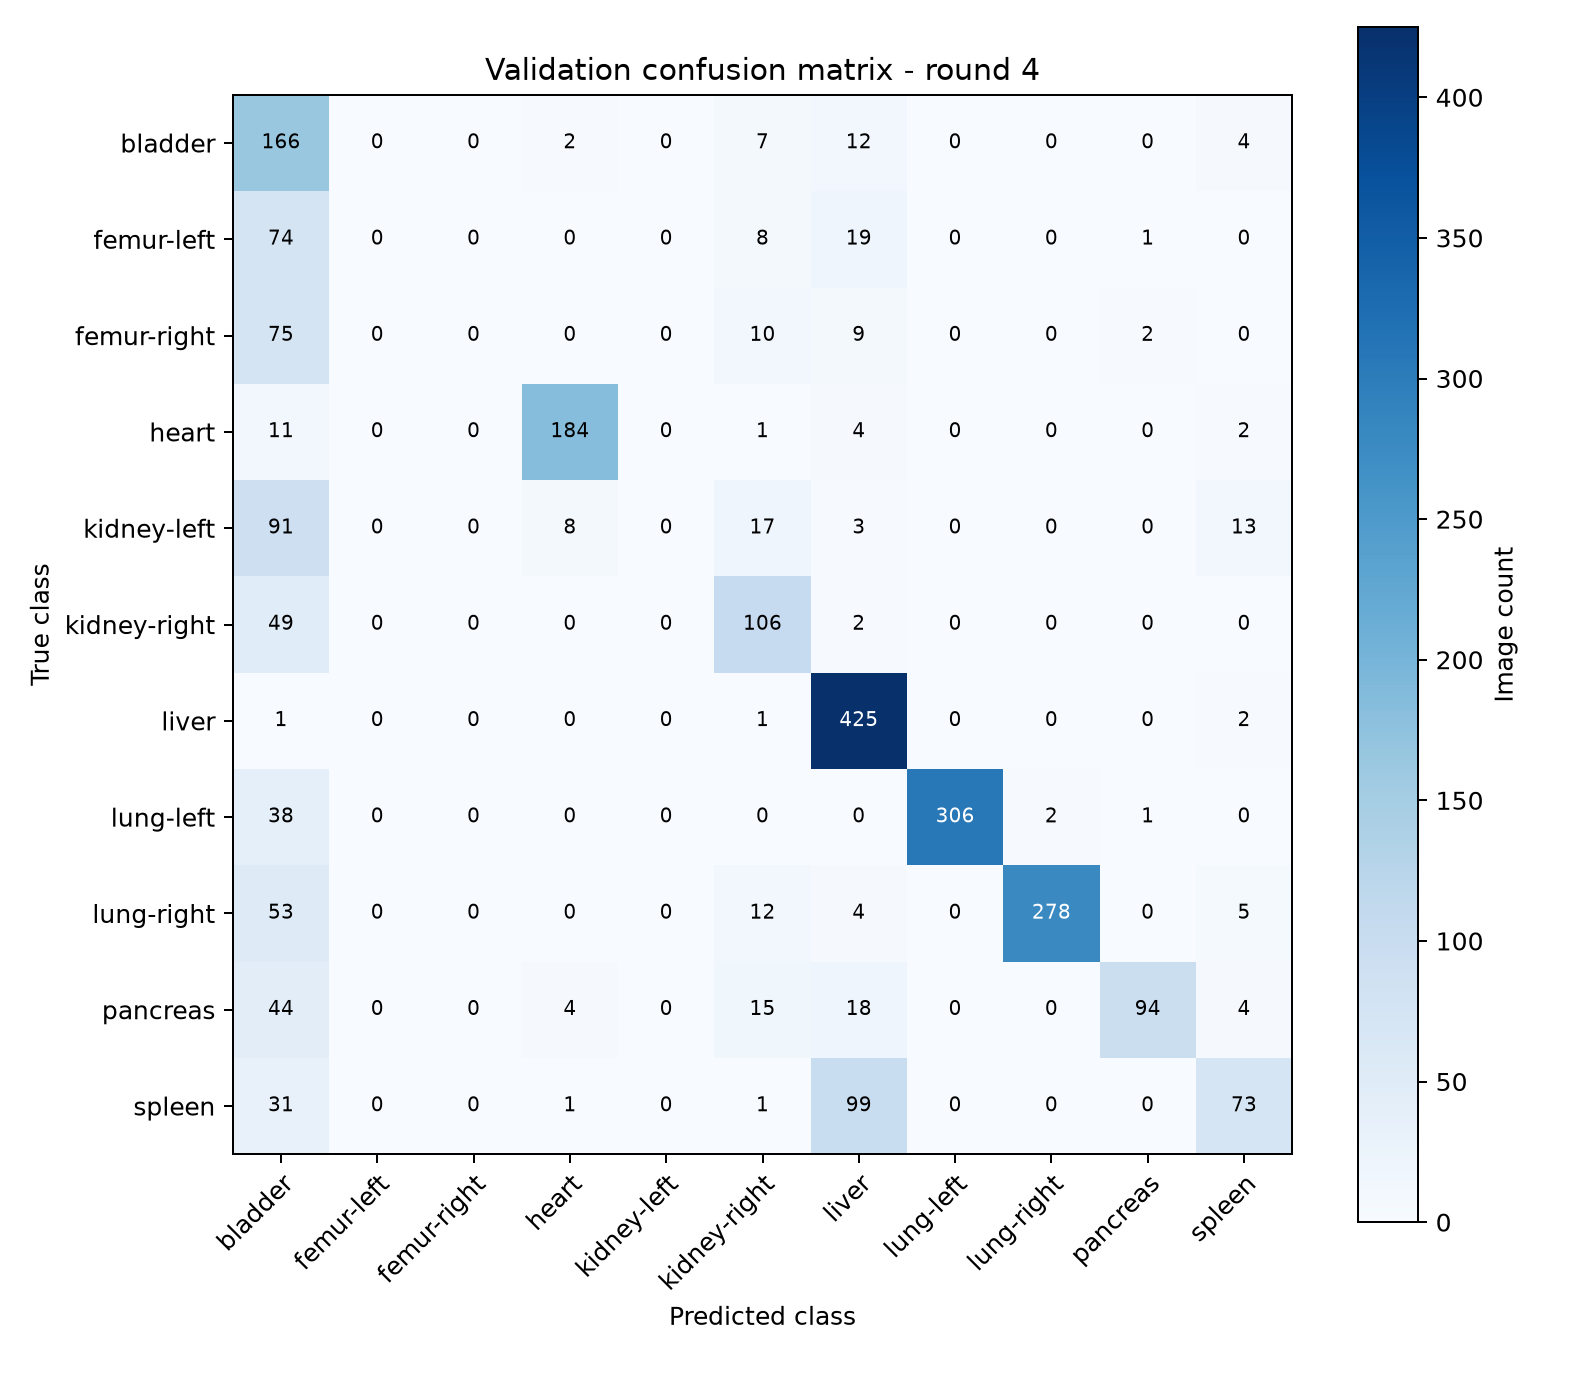 Validation confusion matrix - round 4
bladder 166 0 0 2 0 7 12 0 0 0 4
femur-left 74 0 0 0 0 8 19 0 0 1 0
femur-right 75 0 0 0 0 10 9 0 0 2 0
heart 11 0 0 184 0 1 4 0 0 0 2
kidney-left 91 0 0 8 0 17 3 0 0 0 13
kidney-right 49 0 0 0 0 106 2 0 0 0 0
liver 1 0 0 0 0 1 425 0 0 0 2
lung-left 38 0 0 0 0 0 0 306 2 1 0
lung-right 53 0 0 0 0 12 4 0 278 0 5
pancreas 44 0 0 4 0 15 18 0 0 94 4
spleen 31 0 0 1 0 1 99 0 0 0 73
True class
bladder femur-left femur-right heart kidney-left kidney-right liver lung-left lung-right pancreas spleen
Predicted class
400
350
300
250
200
150
100
50
0
Image count